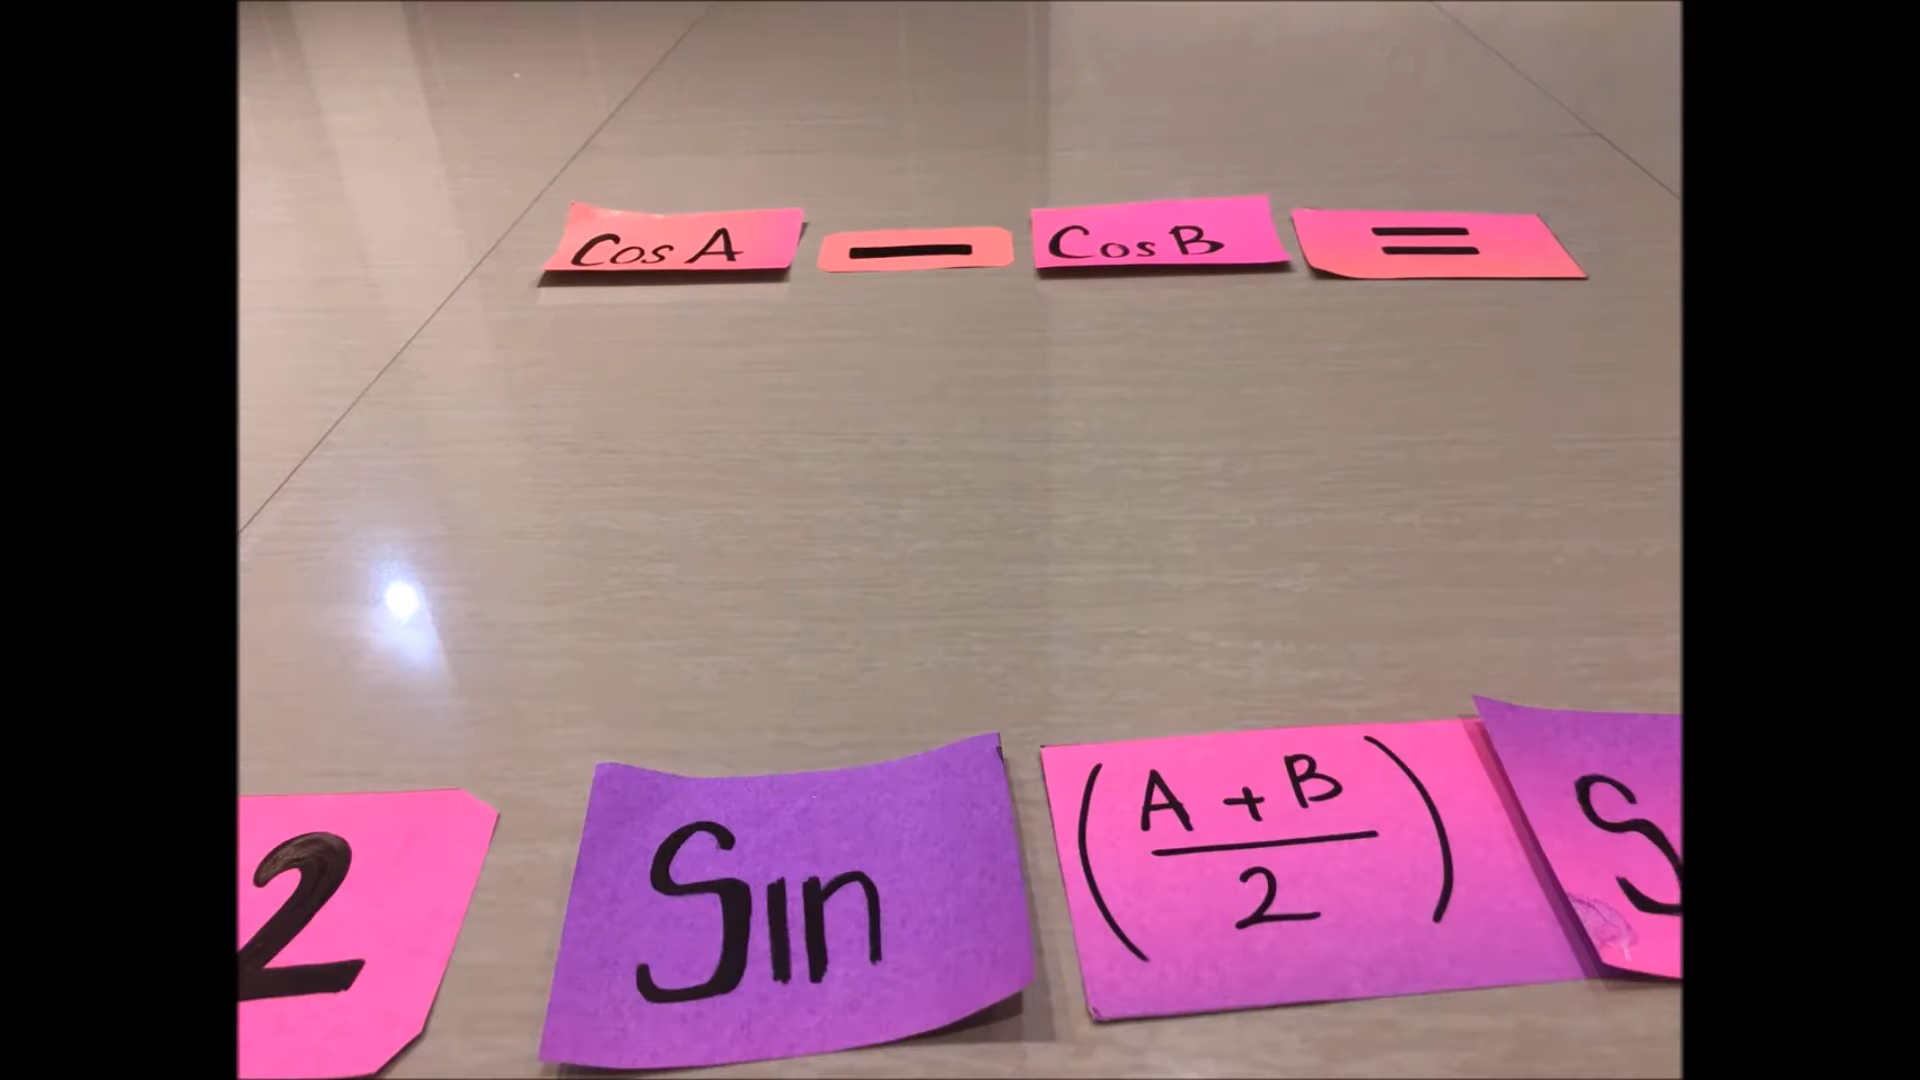 Cos A − Cos B =
2 Sin (A + B / 2) S